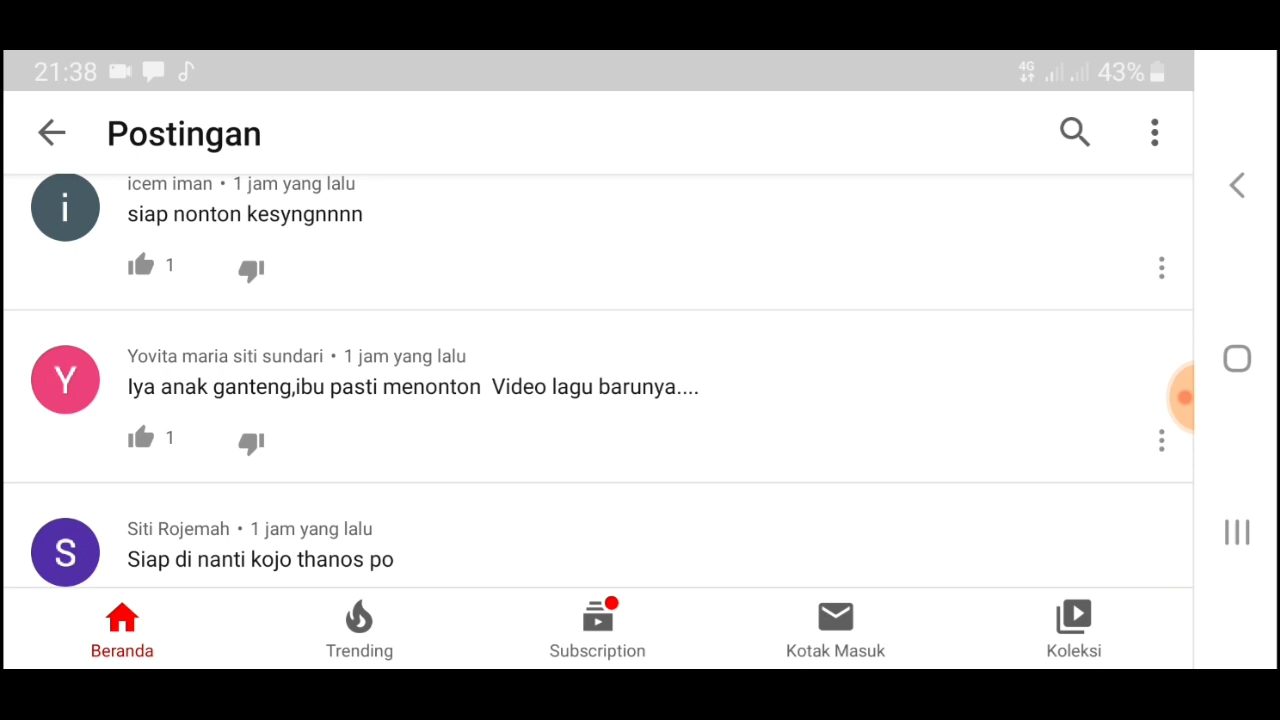 21:38 4G 43%
Postingan
i
icem iman • 1 jam yang lalu
siap nonton kesyngnnnn
1
Y
Yovita maria siti sundari • 1 jam yang lalu
Iya anak ganteng,ibu pasti menonton  Video lagu barunya....
1
S
Siti Rojemah • 1 jam yang lalu
Siap di nanti kojo thanos po
Beranda Trending Subscription Kotak Masuk Koleksi